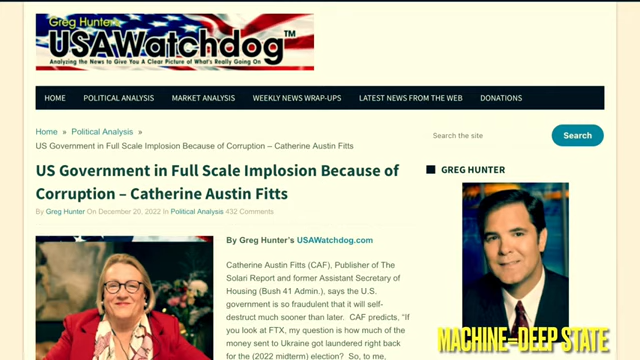 Greg Hunter's
USAWatchdog™
Analyzing the News to Give You A Clear Picture of What's Really Going On
HOME POLITICAL ANALYSIS MARKET ANALYSIS WEEKLY NEWS WRAP-UPS LATEST NEWS FROM THE WEB DONATIONS
Home » Political Analysis »
US Government in Full Scale Implosion Because of Corruption – Catherine Austin Fitts
Search the site Search
US Government in Full Scale Implosion Because of
Corruption – Catherine Austin Fitts
By Greg Hunter On December 20, 2022 In Political Analysis 432 Comments
By Greg Hunter's USAWatchdog.com
Catherine Austin Fitts (CAF), Publisher of The
Solari Report and former Assistant Secretary of
Housing (Bush 41 Admin.), says the U.S.
government is so fraudulent that it will self-
destruct much sooner than later. CAF predicts, "If
you look at FTX, my question is how much of the
money sent to Ukraine got laundered right back
for the (2022 midterm) election? So, to me,
GREG HUNTER
MACHINE=DEEP STATE